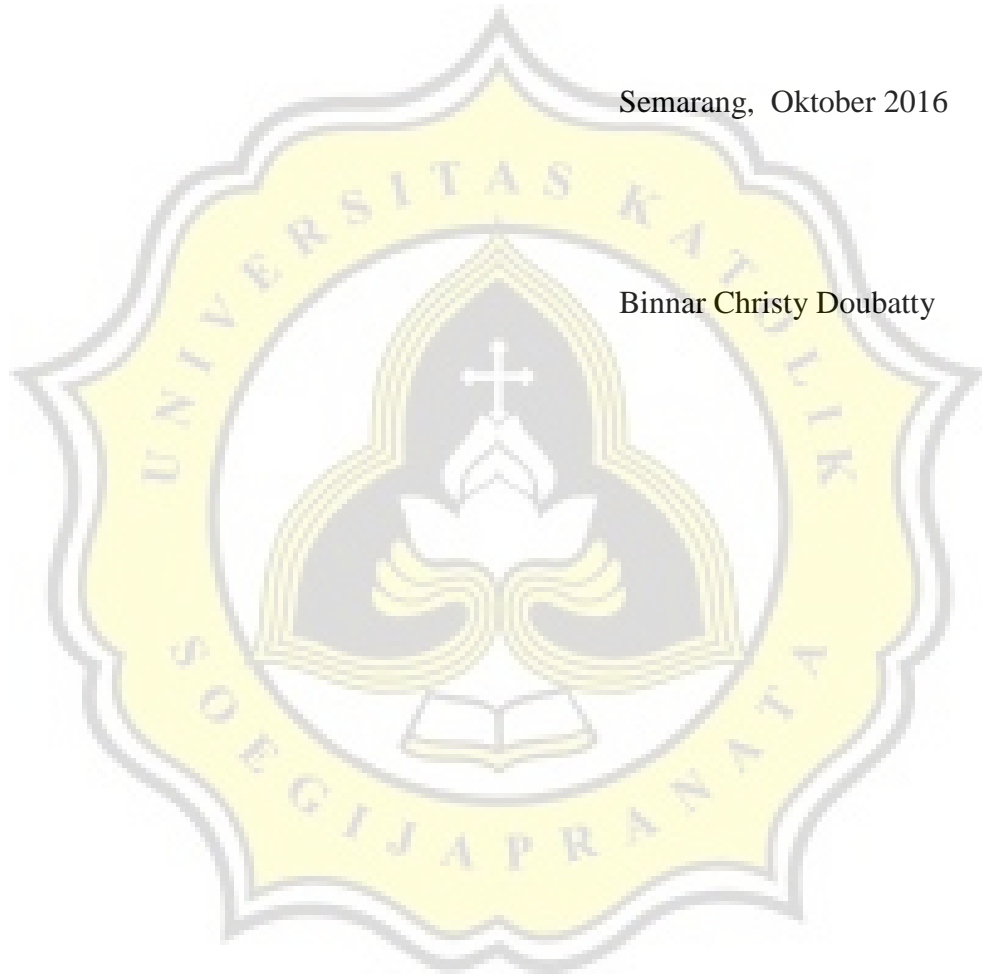 Semarang,  Oktober 2016
Binnar Christy Doubatty
UNIVERSITAS KATOLIK
SOEGIJAPRANATA